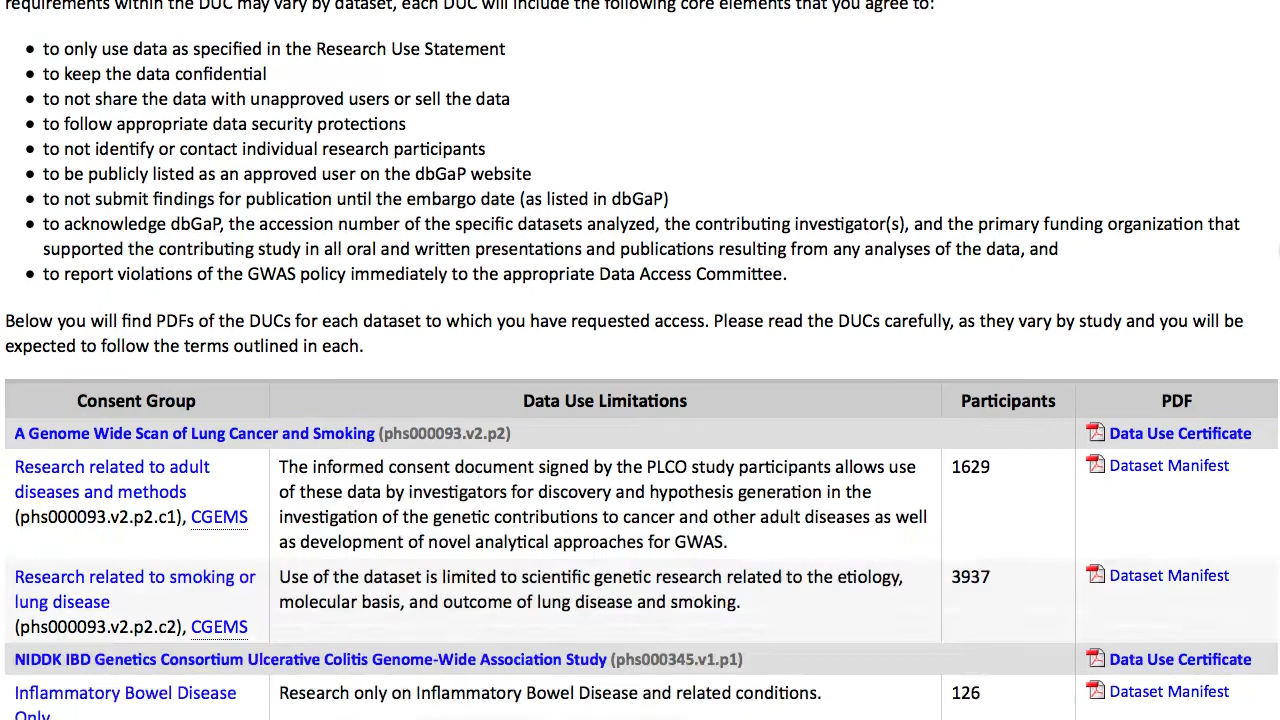 requirements within the DUC may vary by dataset, each DUC will include the following core elements that you agree to:
• to only use data as specified in the Research Use Statement
• to keep the data confidential
• to not share the data with unapproved users or sell the data
• to follow appropriate data security protections
• to not identify or contact individual research participants
• to be publicly listed as an approved user on the dbGaP website
• to not submit findings for publication until the embargo date (as listed in dbGaP)
• to acknowledge dbGaP, the accession number of the specific datasets analyzed, the contributing investigator(s), and the primary funding organization that
supported the contributing study in all oral and written presentations and publications resulting from any analyses of the data, and
• to report violations of the GWAS policy immediately to the appropriate Data Access Committee.
Below you will find PDFs of the DUCs for each dataset to which you have requested access. Please read the DUCs carefully, as they vary by study and you will be
expected to follow the terms outlined in each.
Consent Group Data Use Limitations Participants PDF
A Genome Wide Scan of Lung Cancer and Smoking (phs000093.v2.p2) Data Use Certificate
Research related to adult
diseases and methods
(phs000093.v2.p2.c1), CGEMS
The informed consent document signed by the PLCO study participants allows use
of these data by investigators for discovery and hypothesis generation in the
investigation of the genetic contributions to cancer and other adult diseases as well
as development of novel analytical approaches for GWAS.
1629
Dataset Manifest
Research related to smoking or
lung disease
(phs000093.v2.p2.c2), CGEMS
Use of the dataset is limited to scientific genetic research related to the etiology,
molecular basis, and outcome of lung disease and smoking.
3937
Dataset Manifest
NIDDK IBD Genetics Consortium Ulcerative Colitis Genome-Wide Association Study (phs000345.v1.p1) Data Use Certificate
Inflammatory Bowel Disease
Only
Research only on Inflammatory Bowel Disease and related conditions.
126
Dataset Manifest